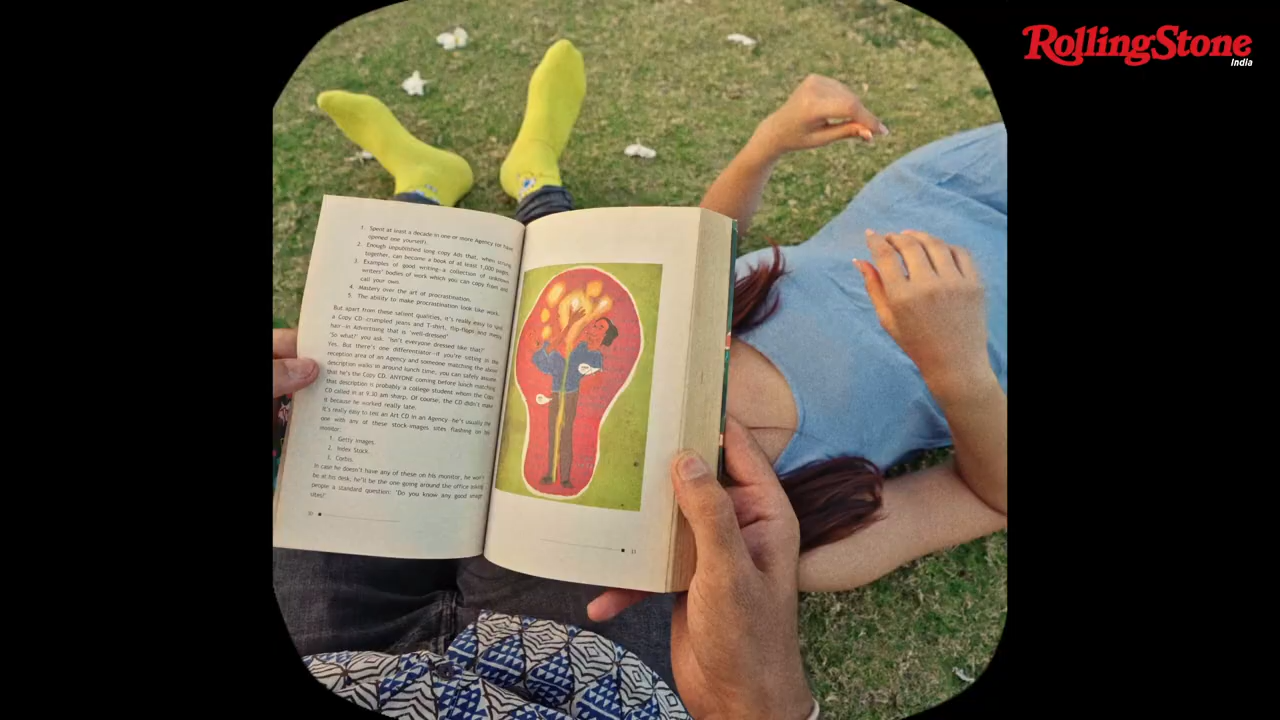 RollingStone
India
1. Spent at least a decade in one or more Agency (or have
opened one yourself).
2. Enough unpublished long copy Ads that, when strung
together, can become a book of at least 1,000 pages.
3. Examples of good writing—a collection of unknown
writers' bodies of work which you can copy from and
call your own.
4. Mastery over the art of procrastination.
5. The ability to make procrastination look like work.
But apart from these salient qualities, it's really easy to spot
a Copy CD—crumpled jeans and T-shirt, flip-flops and messy
hair—in Advertising that is 'well-dressed'.
'So what?' you ask. 'Isn't everyone dressed like that?'
Yes. But there's one differentiator—if you're sitting in the
reception area of an Agency and someone matching the above
description walks in around lunch time, you can safely assume
that he's the Copy CD. ANYONE coming before lunch matching
that description is probably a college student whom the Copy
CD called in at 9.30 am sharp. Of course, the CD didn't make
it because he worked really late.
It's really easy to tell an Art CD in an Agency: he's usually the
one with any of these stock-images sites flashing on his
monitor:
1. Getty Images.
2. Index Stock.
3. Corbis.
In case he doesn't have any of these on his monitor, he won't
be at his desk, he'll be the one going around the office asking
people a standard question: 'Do you know any good image
sites?'
30
31